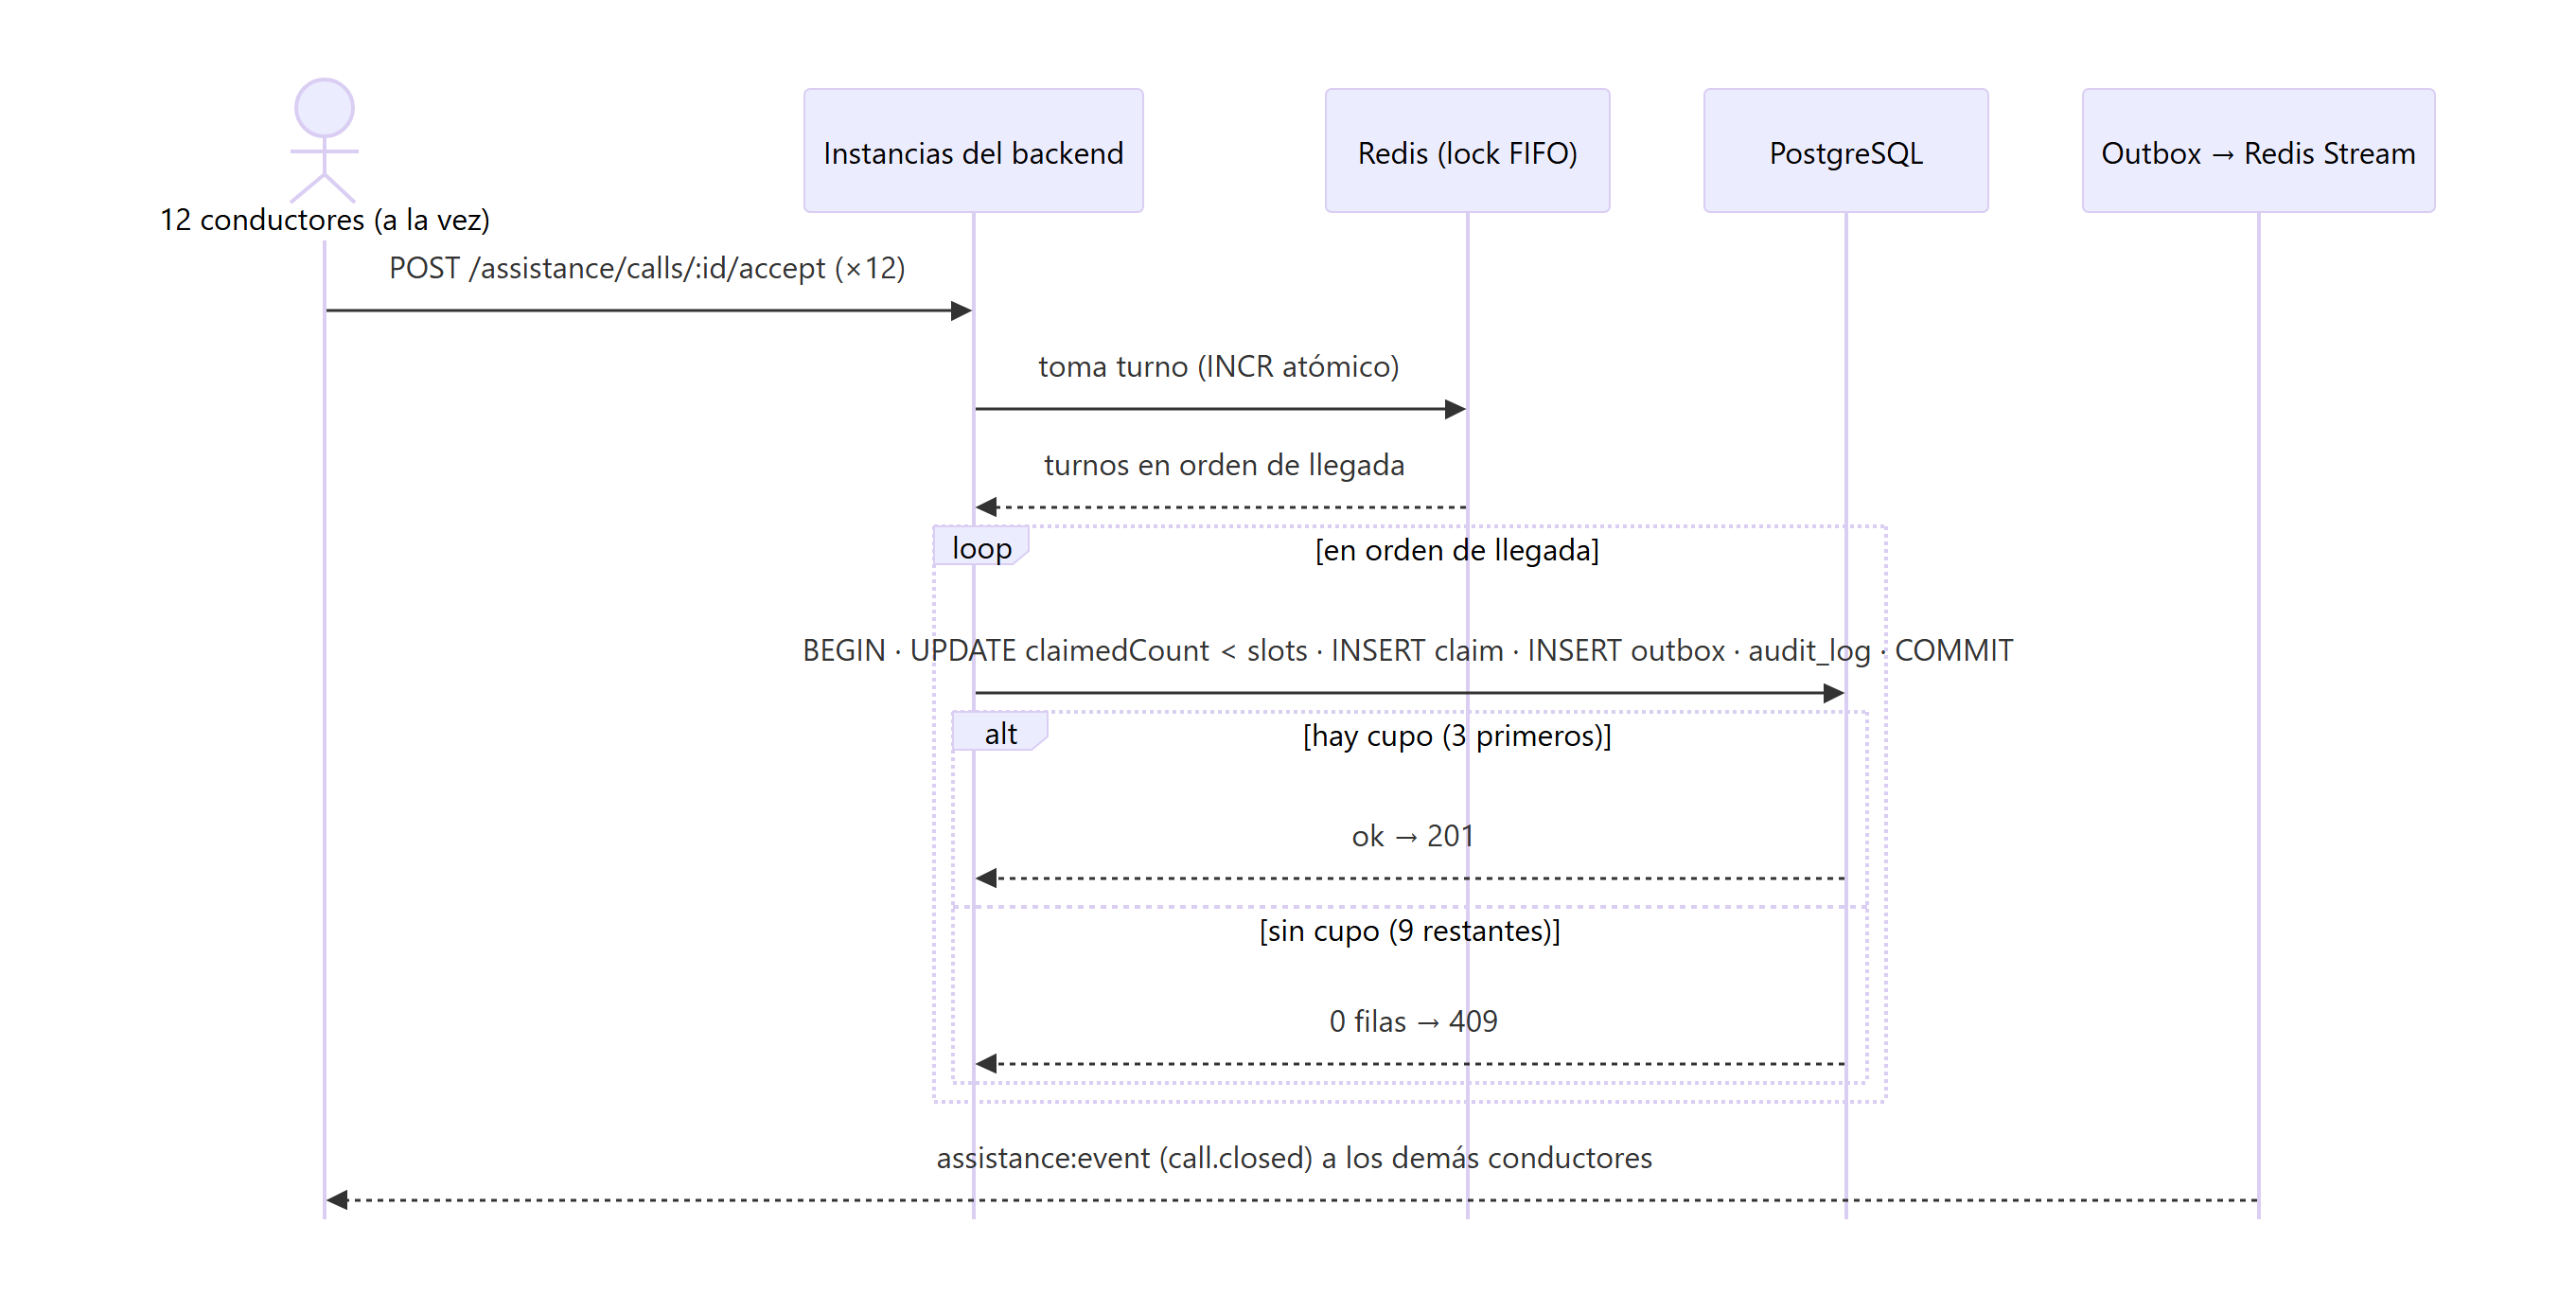 Instancias del backend
Redis (lock FIFO)
PostgreSQL
Outbox → Redis Stream
12 conductores (a la vez)
POST /assistance/calls/:id/accept (×12)
toma turno (INCR atómico)
turnos en orden de llegada
loop
[en orden de llegada]
BEGIN · UPDATE claimedCount < slots · INSERT claim · INSERT outbox · audit_log · COMMIT
alt
[hay cupo (3 primeros)]
ok → 201
[sin cupo (9 restantes)]
0 filas → 409
assistance:event (call.closed) a los demás conductores